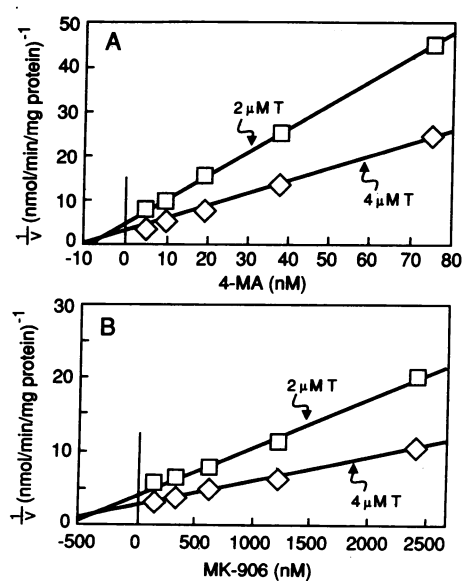 A
50
40
30
20
10
0
1/v (nmol/min/mg protein)⁻¹
2 μM T
4 μM T
-10 0 10 20 30 40 50 60 70 80
4-MA (nM)
B
30
20
10
0
1/v (nmol/min/mg protein)⁻¹
2 μM T
4 μM T
-500 0 500 1000 1500 2000 2500
MK-906 (nM)